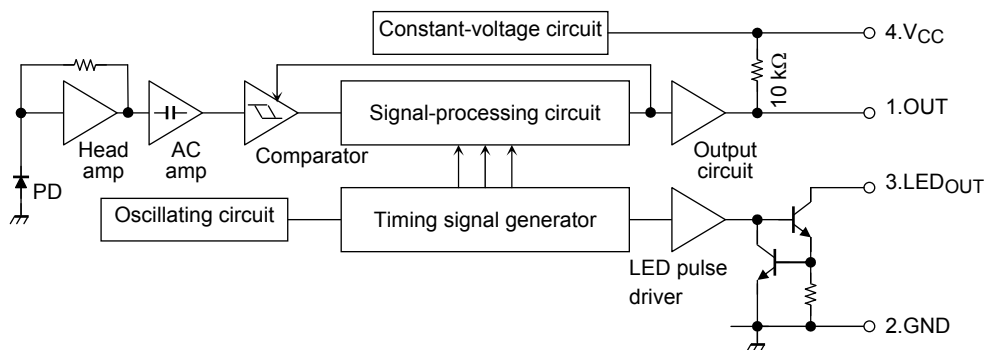 Constant-voltage circuit
4.VCC
10 kΩ
Signal-processing circuit
1.OUT
Head
amp
AC
amp
Comparator
Output
circuit
PD
3.LEDOUT
Oscillating circuit
Timing signal generator
LED pulse
driver
2.GND